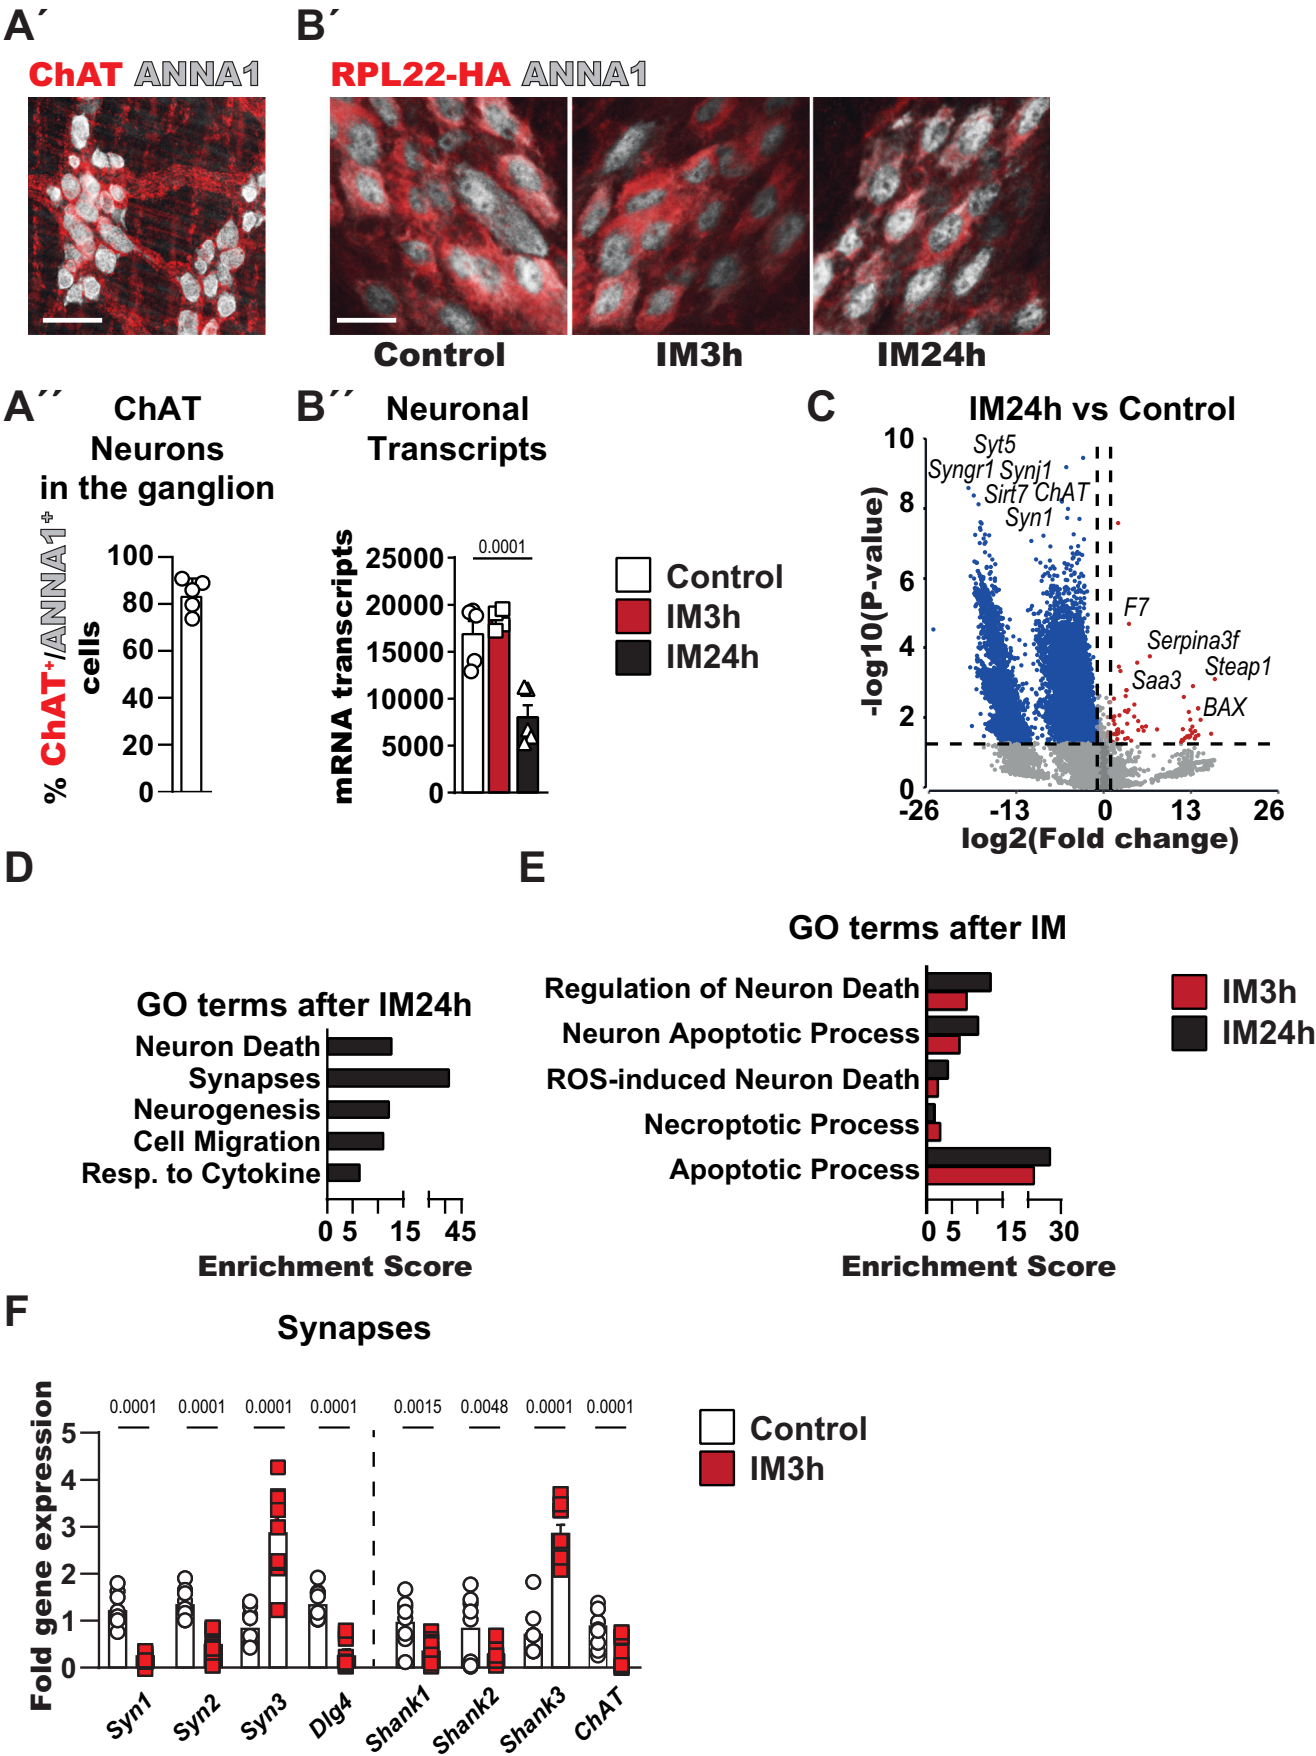 A´
B´
ChAT ANNA1
RPL22-HA ANNA1
Control
IM3h
IM24h
A´´
ChAT
Neurons
in the ganglion
% ChAT+/ANNA1+
cells
100
80
60
40
20
0
B´´
Neuronal
Transcripts
mRNA transcripts
0.0001
25000
20000
15000
10000
5000
0
Control
IM3h
IM24h
C
IM24h vs Control
-log10(P-value)
10
8
6
4
2
0
Syt5
Syngr1 Synj1
Sirt7 ChAT
Syn1
F7
Serpina3f
Steap1
Saa3
BAX
-26 -13 0 13 26
log2(Fold change)
D
GO terms after IM24h
Neuron Death
Synapses
Neurogenesis
Cell Migration
Resp. to Cytokine
0 5 15 45
Enrichment Score
E
GO terms after IM
Regulation of Neuron Death
Neuron Apoptotic Process
ROS-induced Neuron Death
Necroptotic Process
Apoptotic Process
0 5 15 30
Enrichment Score
IM3h
IM24h
F
Synapses
Fold gene expression
0.0001 0.0001 0.0001 0.0001 0.0015 0.0048 0.0001 0.0001
5
4
3
2
1
0
Syn1 Syn2 Syn3 Dlg4 Shank1 Shank2 Shank3 ChAT
Control
IM3h